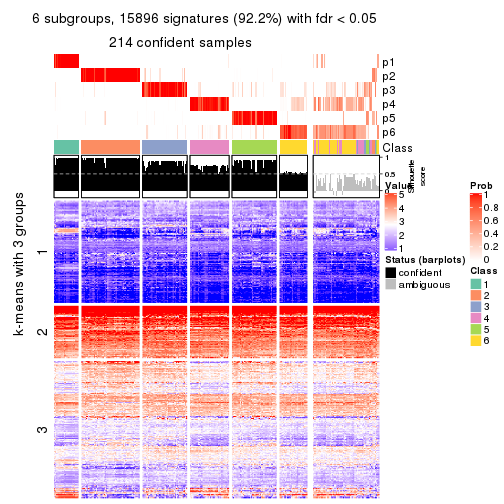 6 subgroups, 15896 signatures (92.2%) with fdr < 0.05
214 confident samples
p1
p2
p3
p4
p5
p6
Class
1
0.5
0
Silhouette
score
k-means with 3 groups
1
2
3
Value
5
4
3
2
1
Status (barplots)
confident
ambiguous
Prob
1
0.8
0.6
0.4
0.2
0
Class
1
2
3
4
5
6